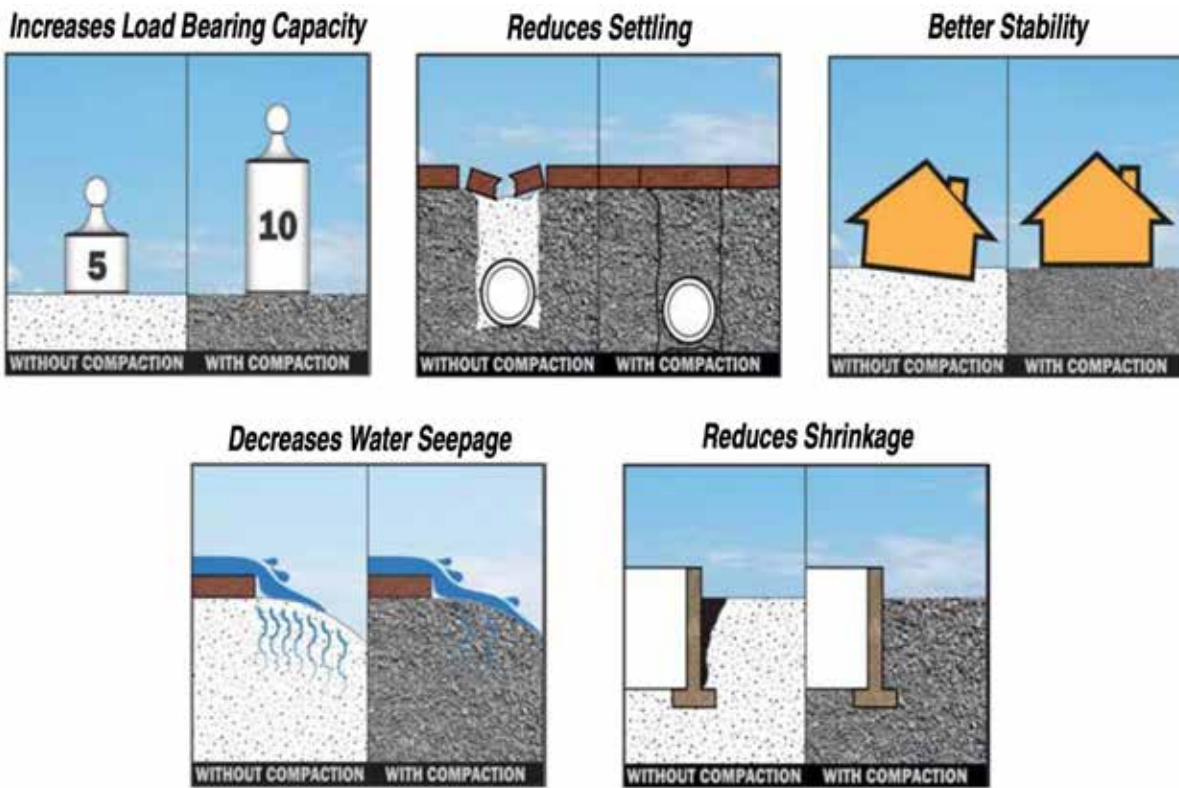 Increases Load Bearing Capacity
5
10
WITHOUT COMPACTION
WITH COMPACTION
Reduces Settling
WITHOUT COMPACTION
WITH COMPACTION
Better Stability
WITHOUT COMPACTION
WITH COMPACTION
Decreases Water Seepage
WITHOUT COMPACTION
WITH COMPACTION
Reduces Shrinkage
WITHOUT COMPACTION
WITH COMPACTION